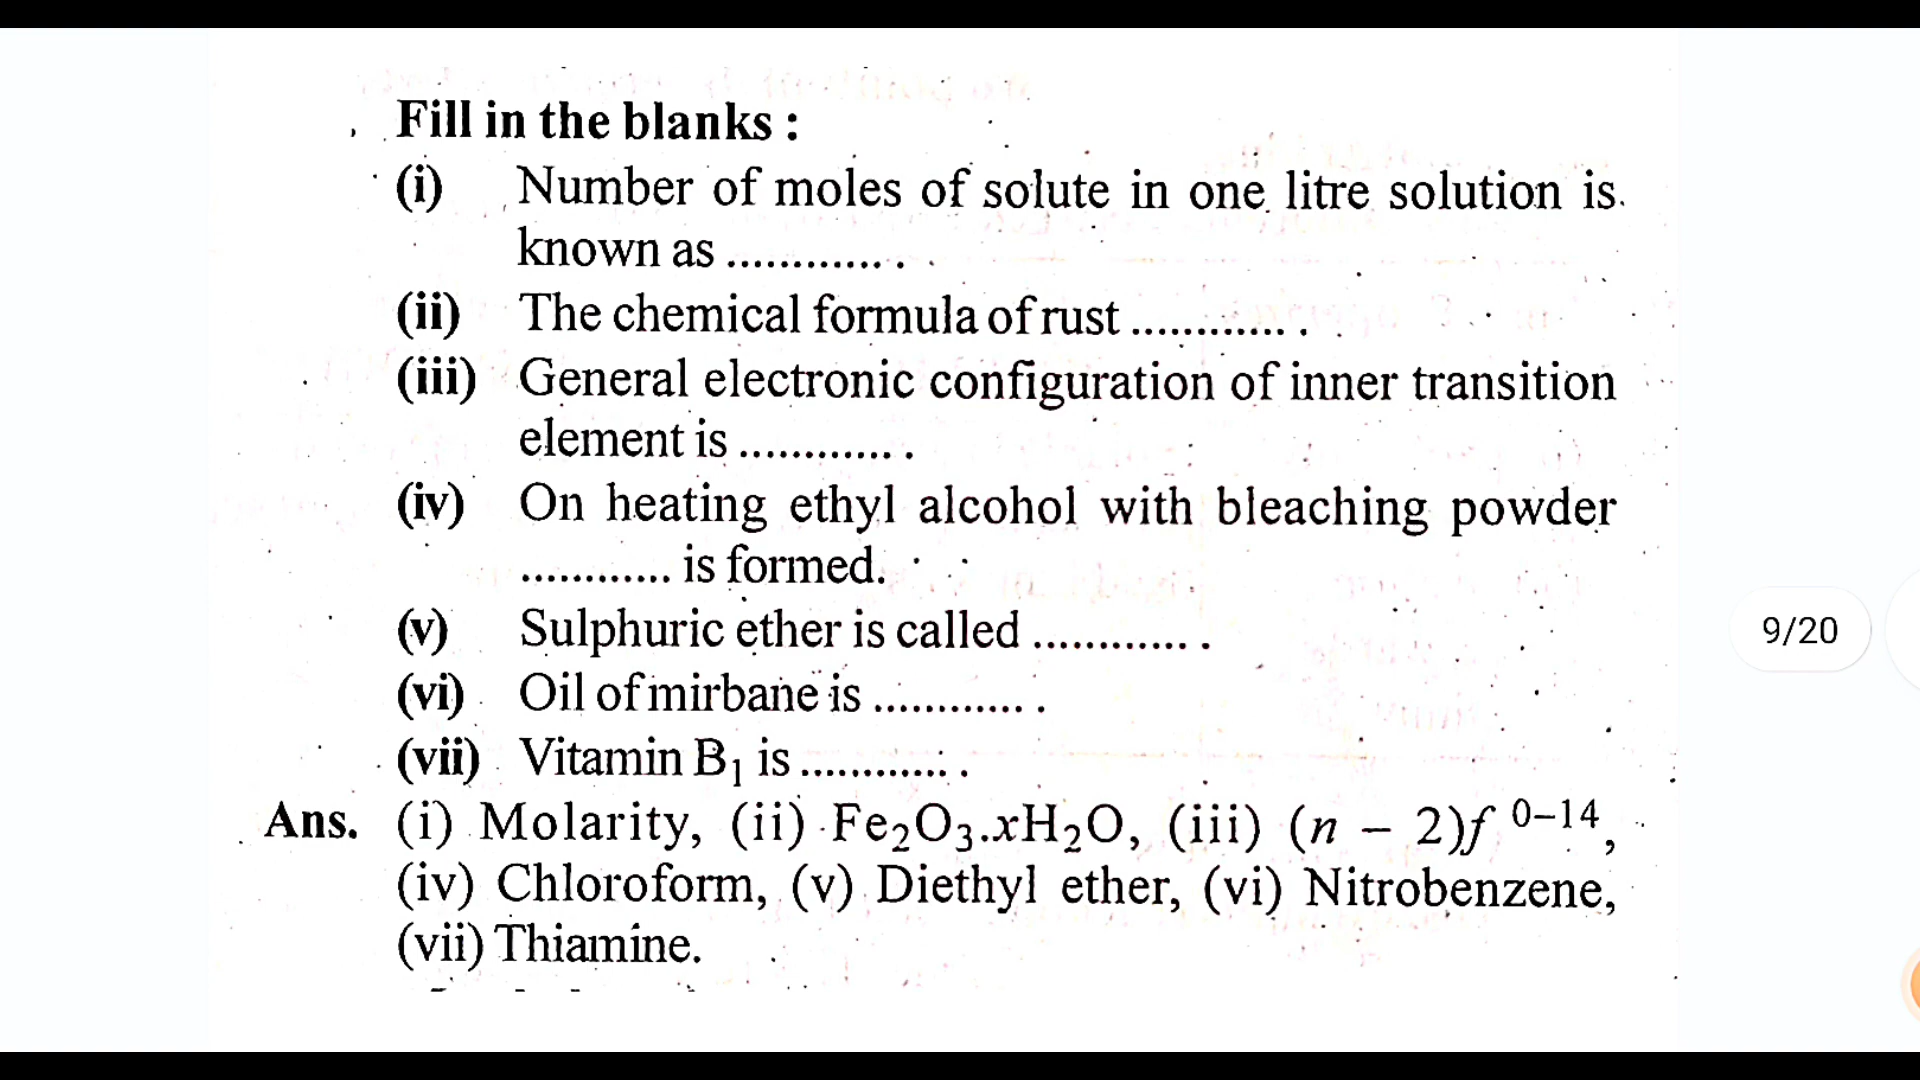 Fill in the blanks :
(i) Number of moles of solute in one litre solution is
known as ............. .
(ii) The chemical formula of rust ............ .
(iii) General electronic configuration of inner transition
element is ............ .
(iv) On heating ethyl alcohol with bleaching powder
............ is formed.
(v) Sulphuric ether is called ............ .
(vi) Oil of mirbane is ............ .
(vii) Vitamin B₁ is ............ .
Ans. (i) Molarity, (ii) Fe₂O₃.xH₂O, (iii) (n – 2)f ⁰⁻¹⁴,
(iv) Chloroform, (v) Diethyl ether, (vi) Nitrobenzene,
(vii) Thiamine.
9/20